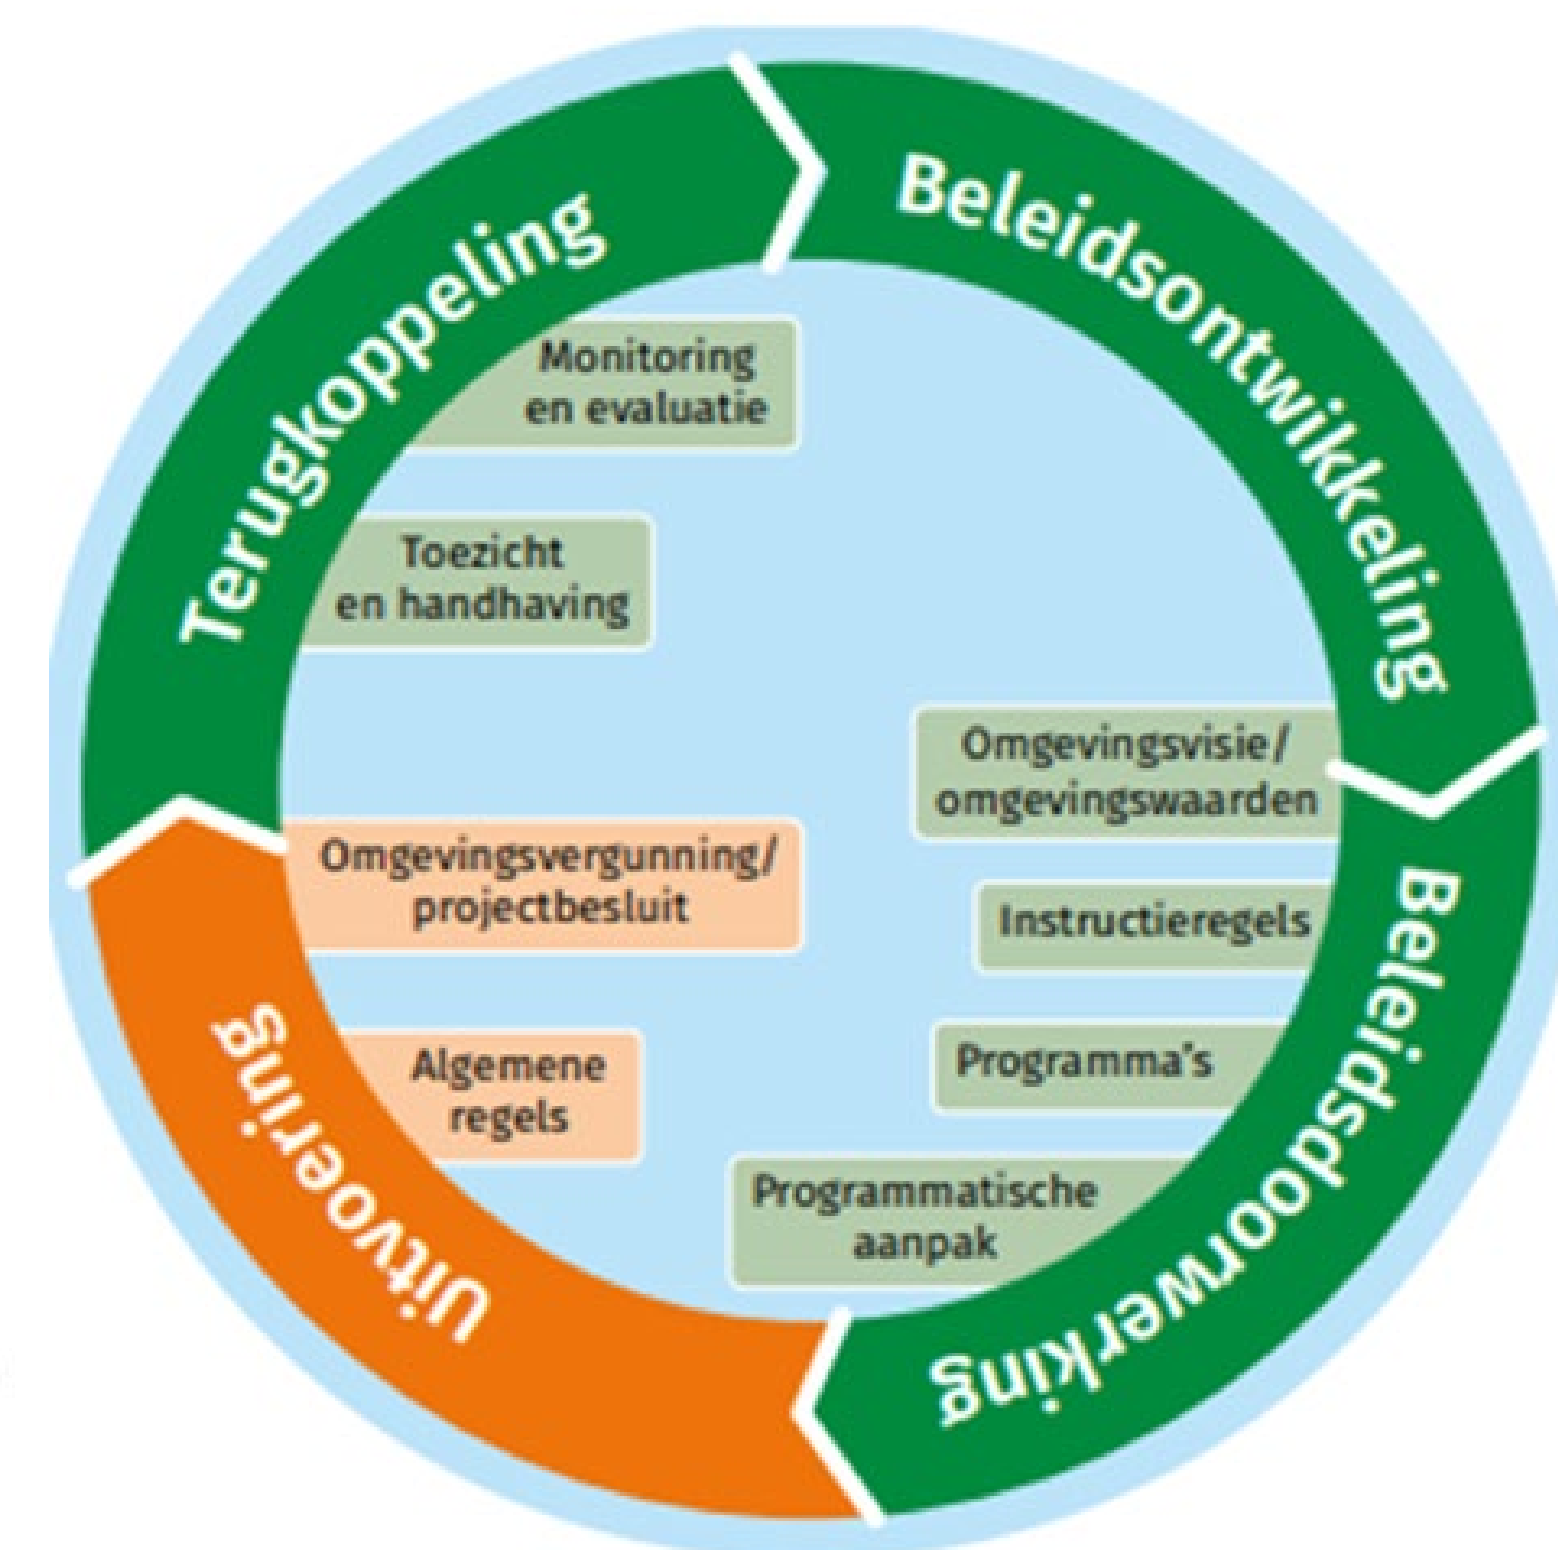 Beleidsontwikkeling
Omgevingsvisie/
omgevingswaarden
Beleidsdoorwerking
Instructieregels
Programma's
Programmatische
aanpak
Uitvoering
Algemene
regels
Omgevingsvergunning/
projectbesluit
Terugkoppeling
Toezicht
en handhaving
Monitoring
en evaluatie